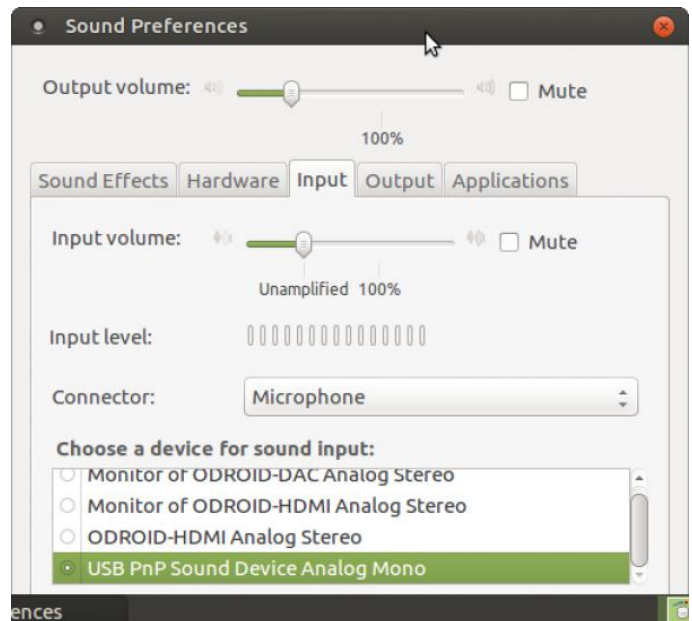 Sound Preferences
Output volume: Mute
100%
Sound Effects Hardware Input Output Applications
Input volume: Mute
Unamplified 100%
Input level:
Connector: Microphone
Choose a device for sound input:
Monitor of ODROID-DAC Analog Stereo
Monitor of ODROID-HDMI Analog Stereo
ODROID-HDMI Analog Stereo
USB PnP Sound Device Analog Mono
ences